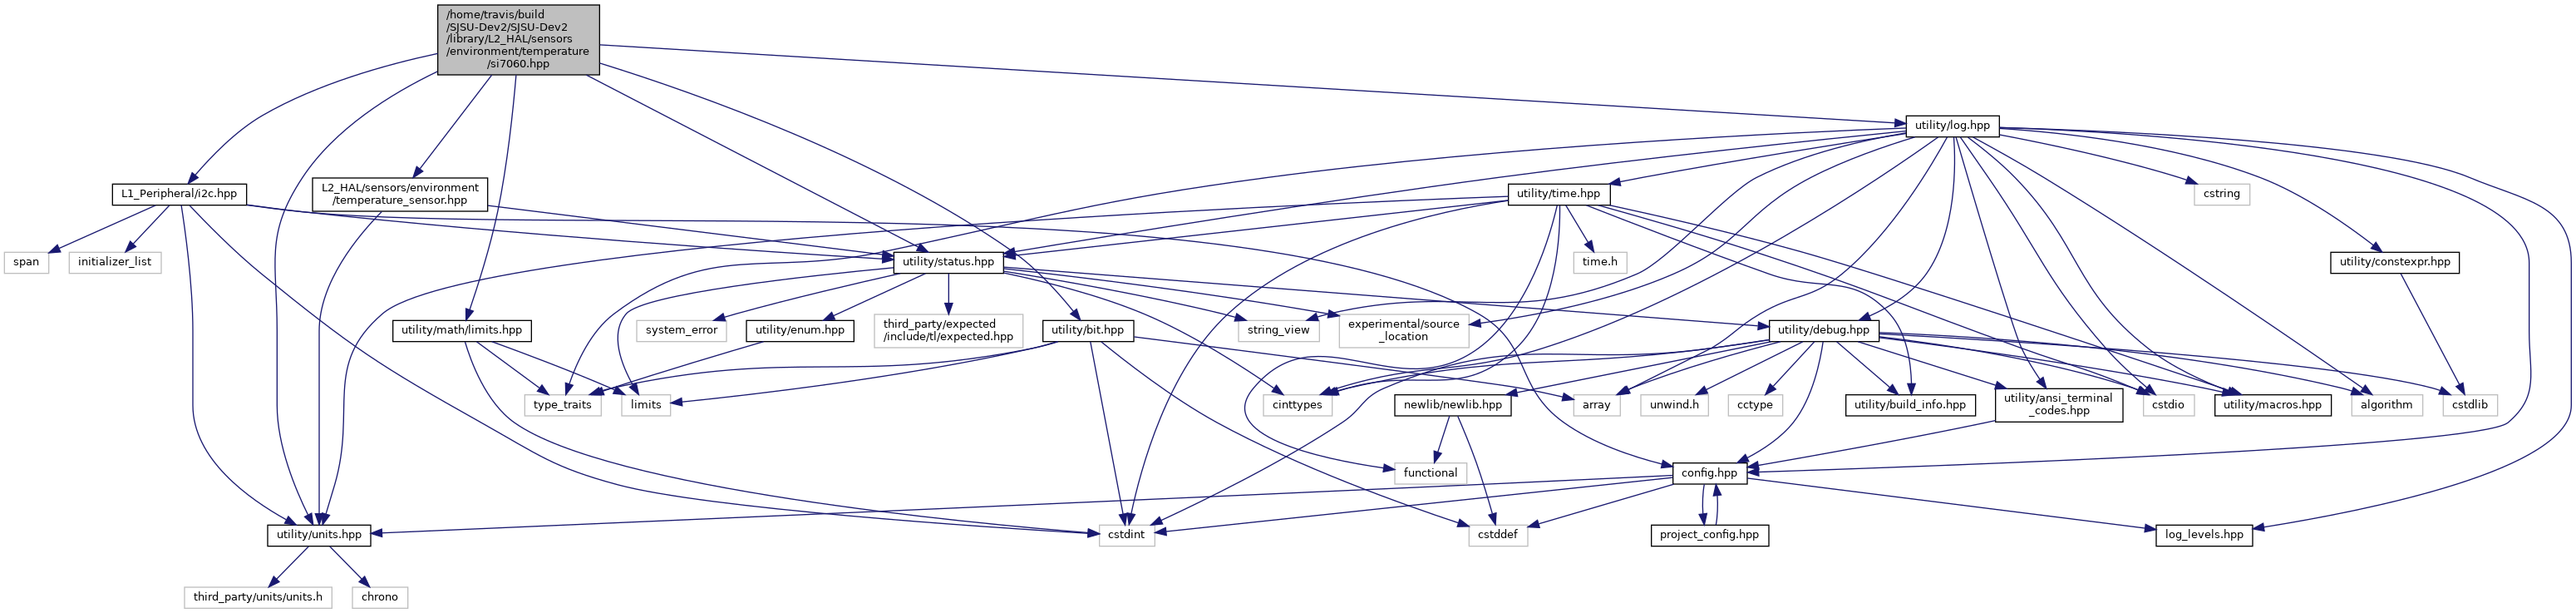 /home/travis/build
/SJSU-Dev2/SJSU-Dev2
/library/L2_HAL/sensors
/environment/temperature
/si7060.hpp
utility/log.hpp
L1_Peripheral/i2c.hpp
L2_HAL/sensors/environment
/temperature_sensor.hpp
utility/time.hpp
cstring
span
initializer_list
utility/status.hpp
time.h
utility/constexpr.hpp
utility/math/limits.hpp
system_error
utility/enum.hpp
third_party/expected
/include/tl/expected.hpp
utility/bit.hpp
string_view
experimental/source
_location
utility/debug.hpp
type_traits
limits
cinttypes
newlib/newlib.hpp
array
unwind.h
cctype
utility/build_info.hpp
utility/ansi_terminal
_codes.hpp
cstdio
utility/macros.hpp
algorithm
cstdlib
functional
config.hpp
utility/units.hpp
cstdint
cstddef
project_config.hpp
log_levels.hpp
third_party/units/units.h
chrono